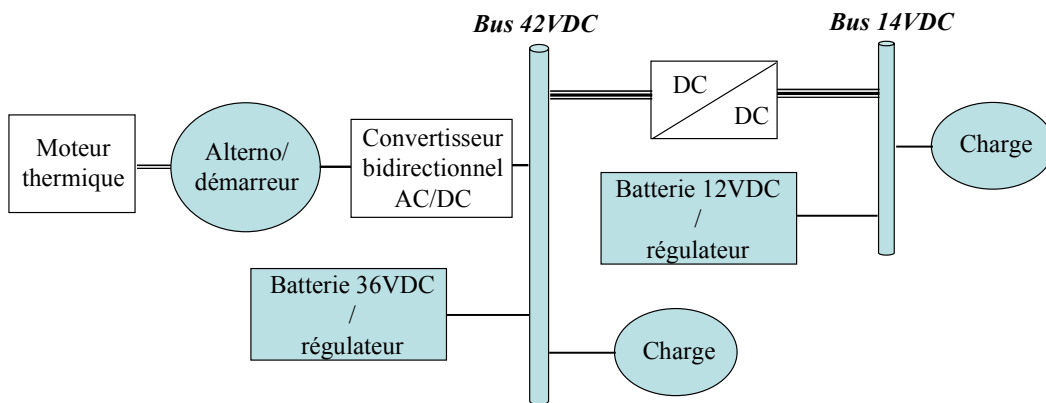 Bus 42VDC
Bus 14VDC
Moteur
thermique
Alterno/
démarreur
Convertisseur
bidirectionnel
AC/DC
DC
DC
Charge
Batterie 12VDC
/
régulateur
Batterie 36VDC
/
régulateur
Charge